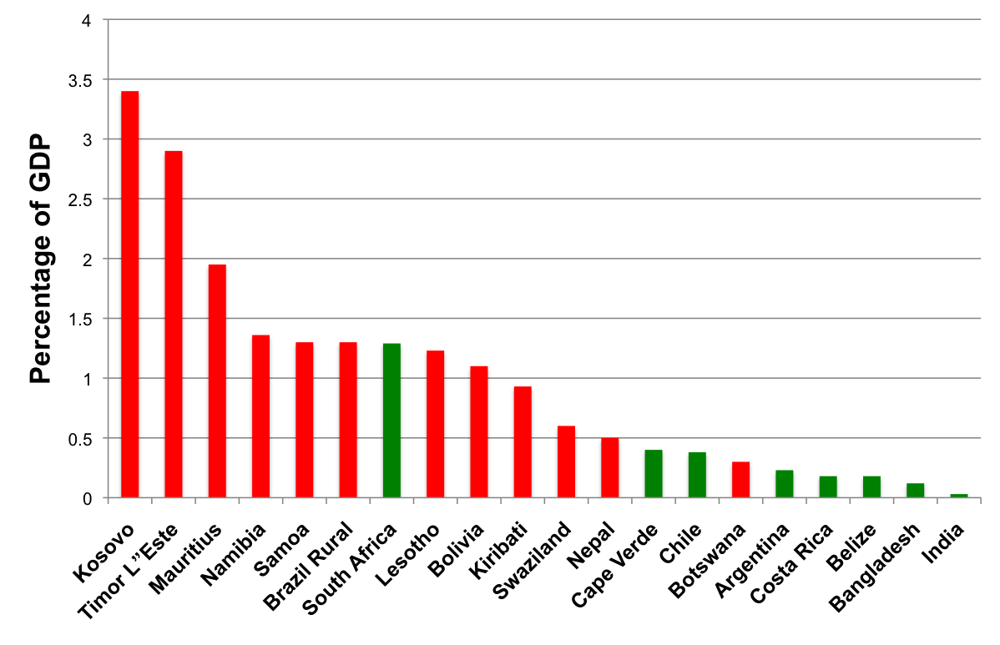 Percentage of GDP
4
3.5
3
2.5
2
1.5
1
0.5
0
Kosovo
Timor L”Este
Mauritius
Namibia
Samoa
Brazil Rural
South Africa
Lesotho
Bolivia
Kiribati
Swaziland
Nepal
Cape Verde
Chile
Botswana
Argentina
Costa Rica
Belize
Bangladesh
India